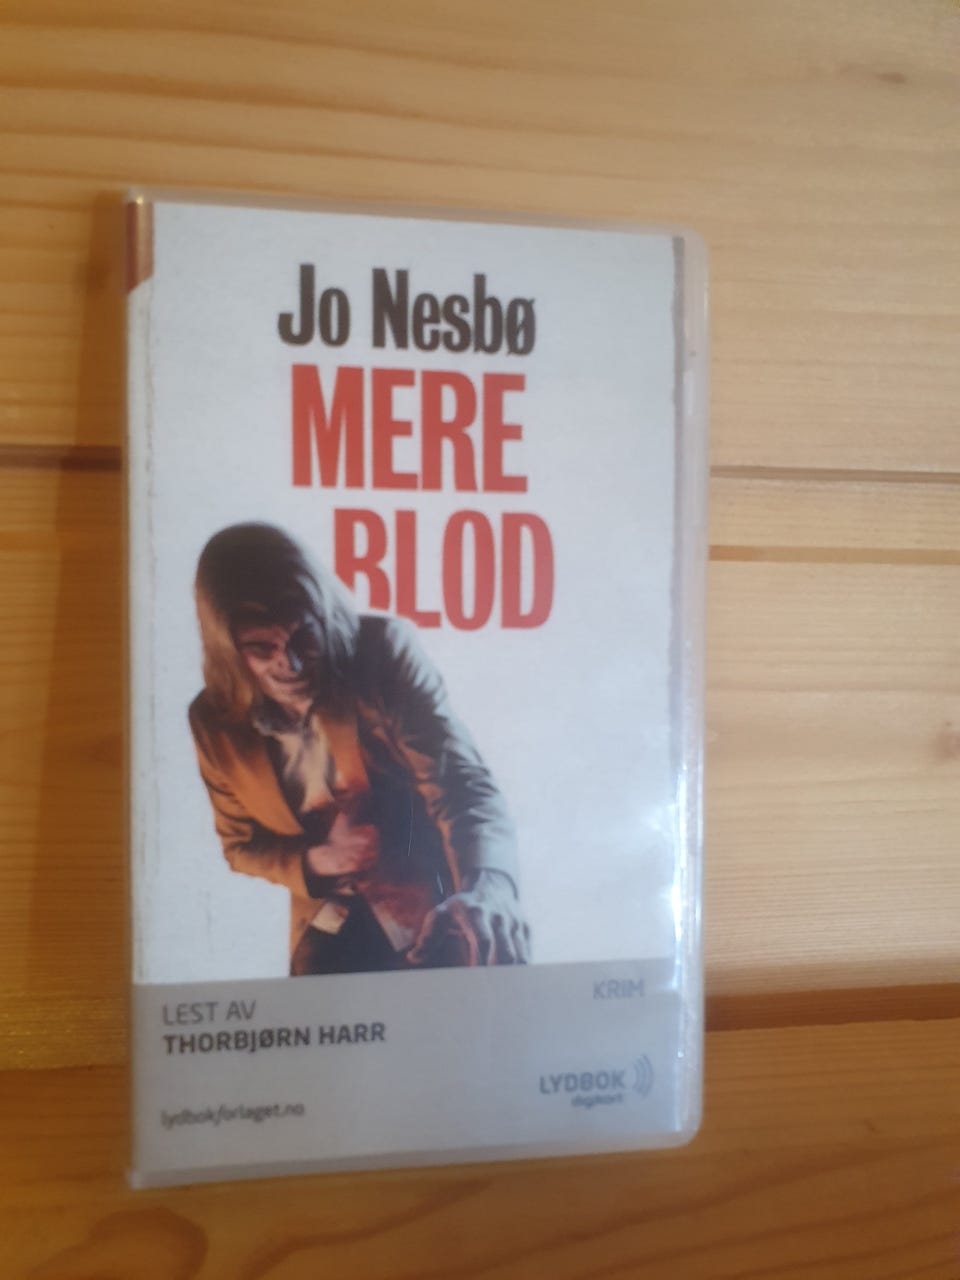 Jo Nesbø
MERE
BLOD
LEST AV
THORBJØRN HARR
KRIM
lydbokforlaget.no
LYDBOK
digikort